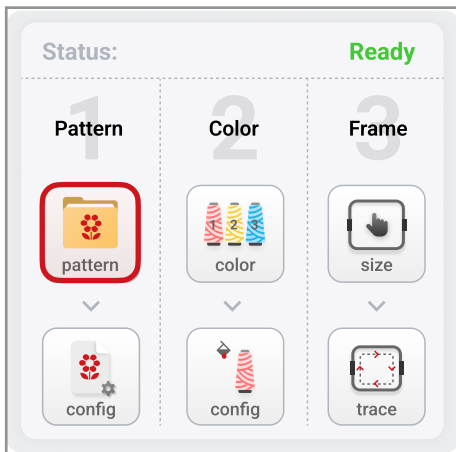 Status: Ready
1 2 3
Pattern Color Frame
1 2 3
pattern color size
config config trace